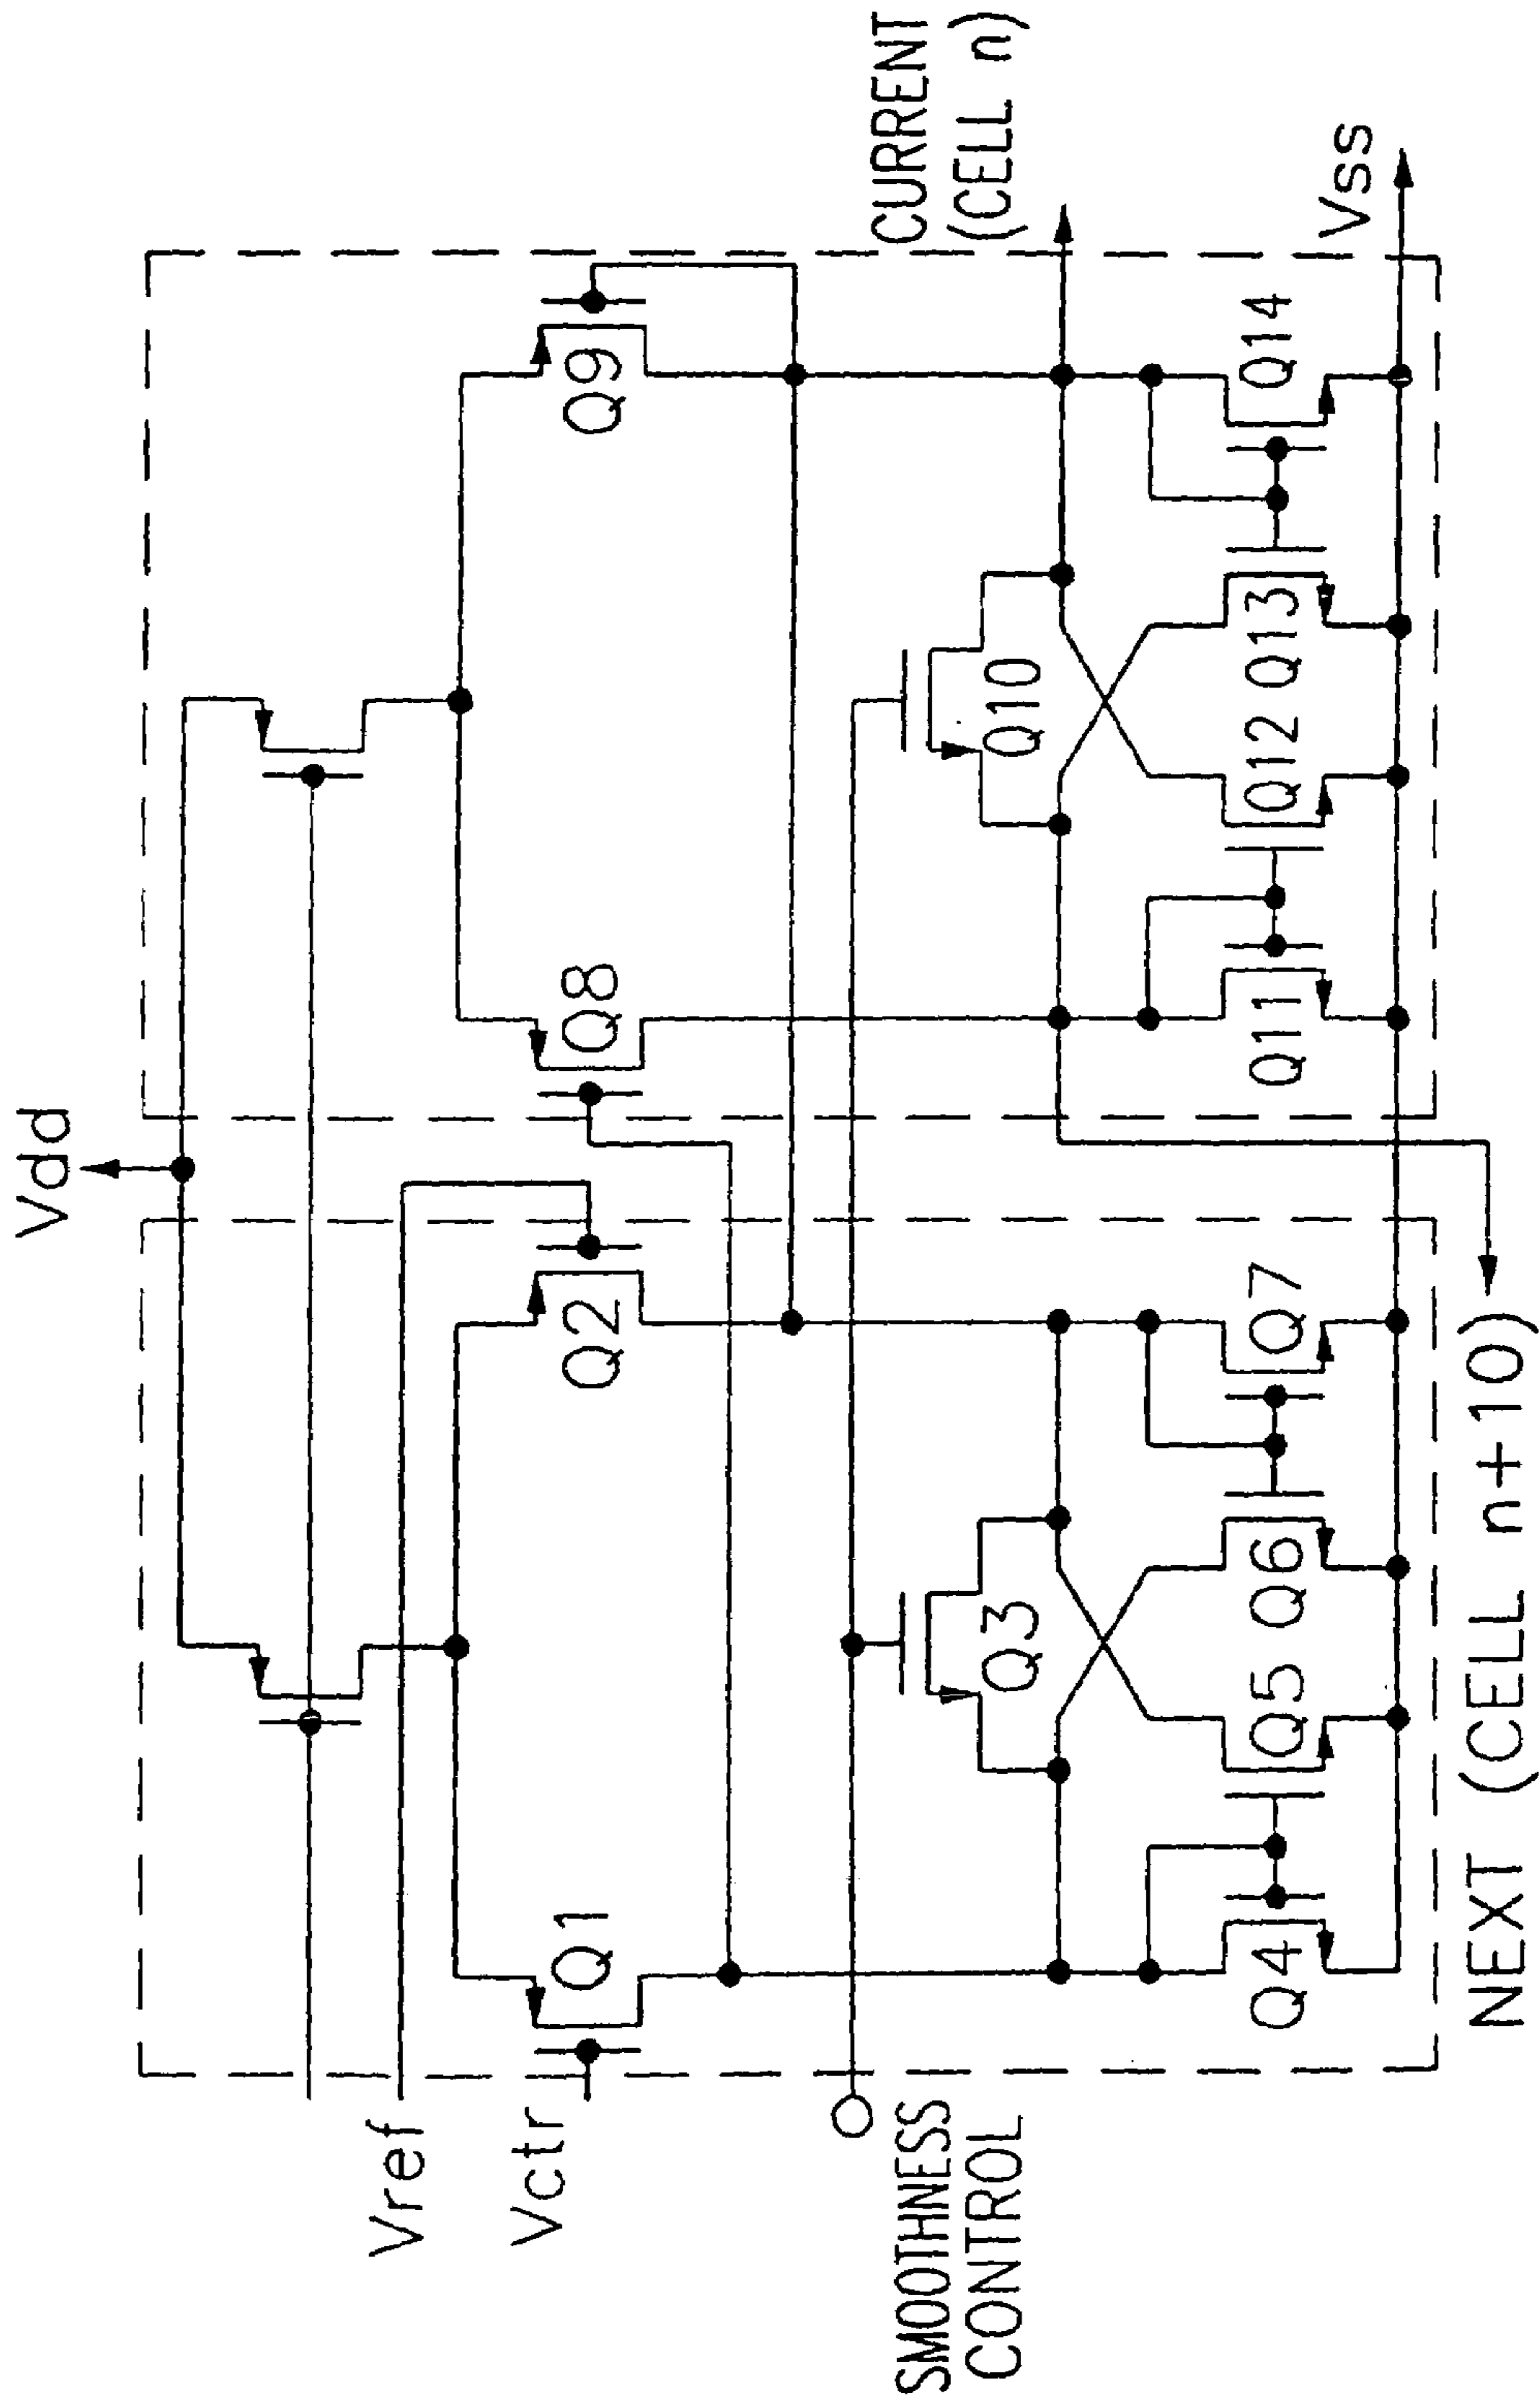 Vdd
Vref
Vctr
SMOOTHNESS
CONTROL
Q1
Q2
Q8
Q9
Q3
Q10
CURRENT
(CELL n)
Q4
Q5
Q6
Q7
Q11
Q12
Q13
Q14
Vss
NEXT (CELL n+10)